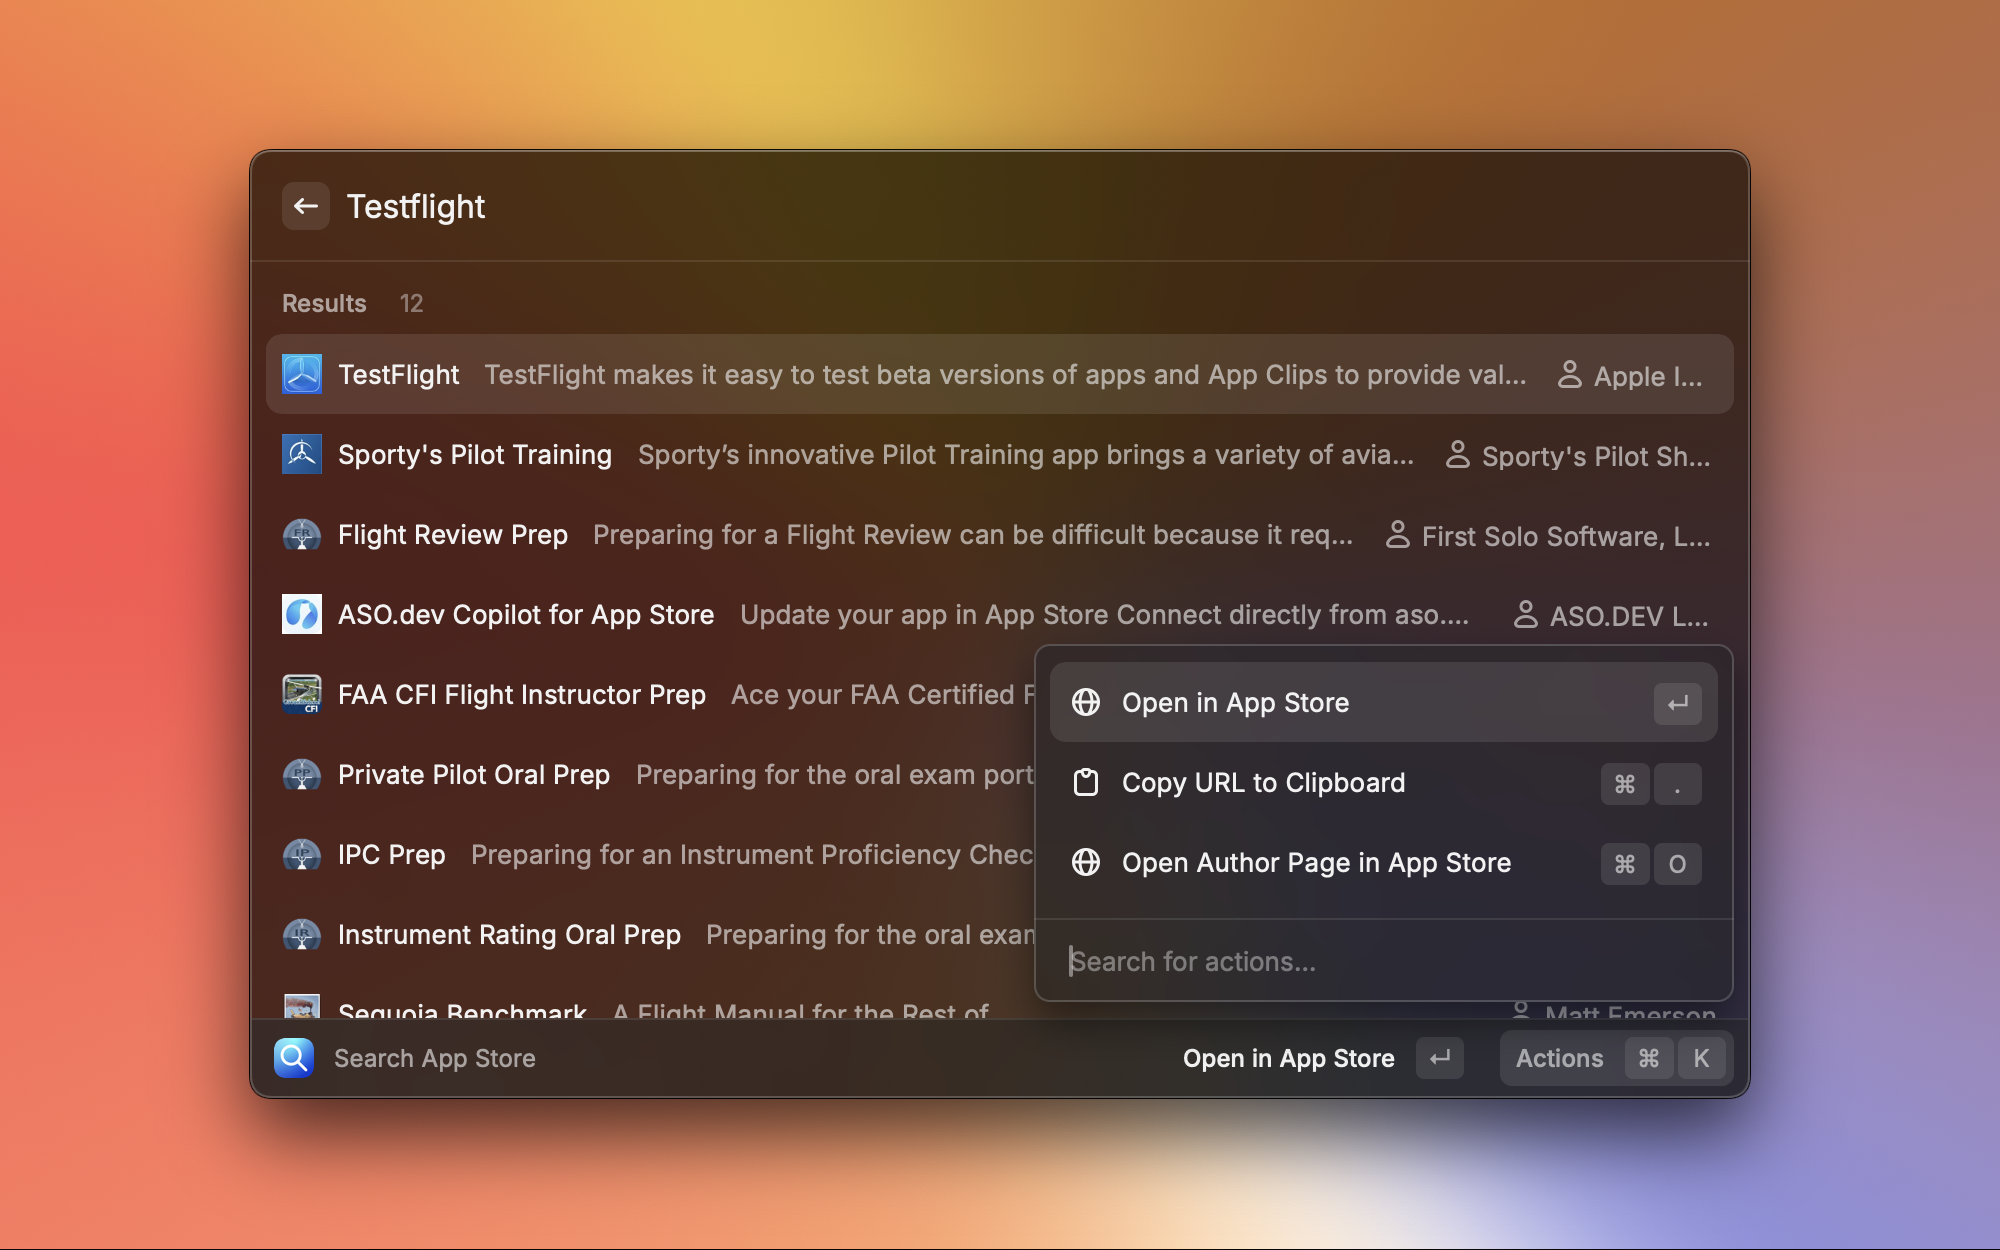 Testflight
Results 12
TestFlight TestFlight makes it easy to test beta versions of apps and App Clips to provide val... Apple I...
Sporty's Pilot Training Sporty’s innovative Pilot Training app brings a variety of avia... Sporty's Pilot Sh...
Flight Review Prep Preparing for a Flight Review can be difficult because it req... First Solo Software, L...
ASO.dev Copilot for App Store Update your app in App Store Connect directly from aso.... ASO.DEV L...
FAA CFI Flight Instructor Prep Ace your FAA Certified F
Private Pilot Oral Prep Preparing for the oral exam port
IPC Prep Preparing for an Instrument Proficiency Chec
Instrument Rating Oral Prep Preparing for the oral exan
Sequoia Benchmark A Flight Manual for the Rest of Matt Emerson
Open in App Store ↵
Copy URL to Clipboard ⌘ .
Open Author Page in App Store ⌘ O
Search for actions...
Search App Store Open in App Store ↵ Actions ⌘ K